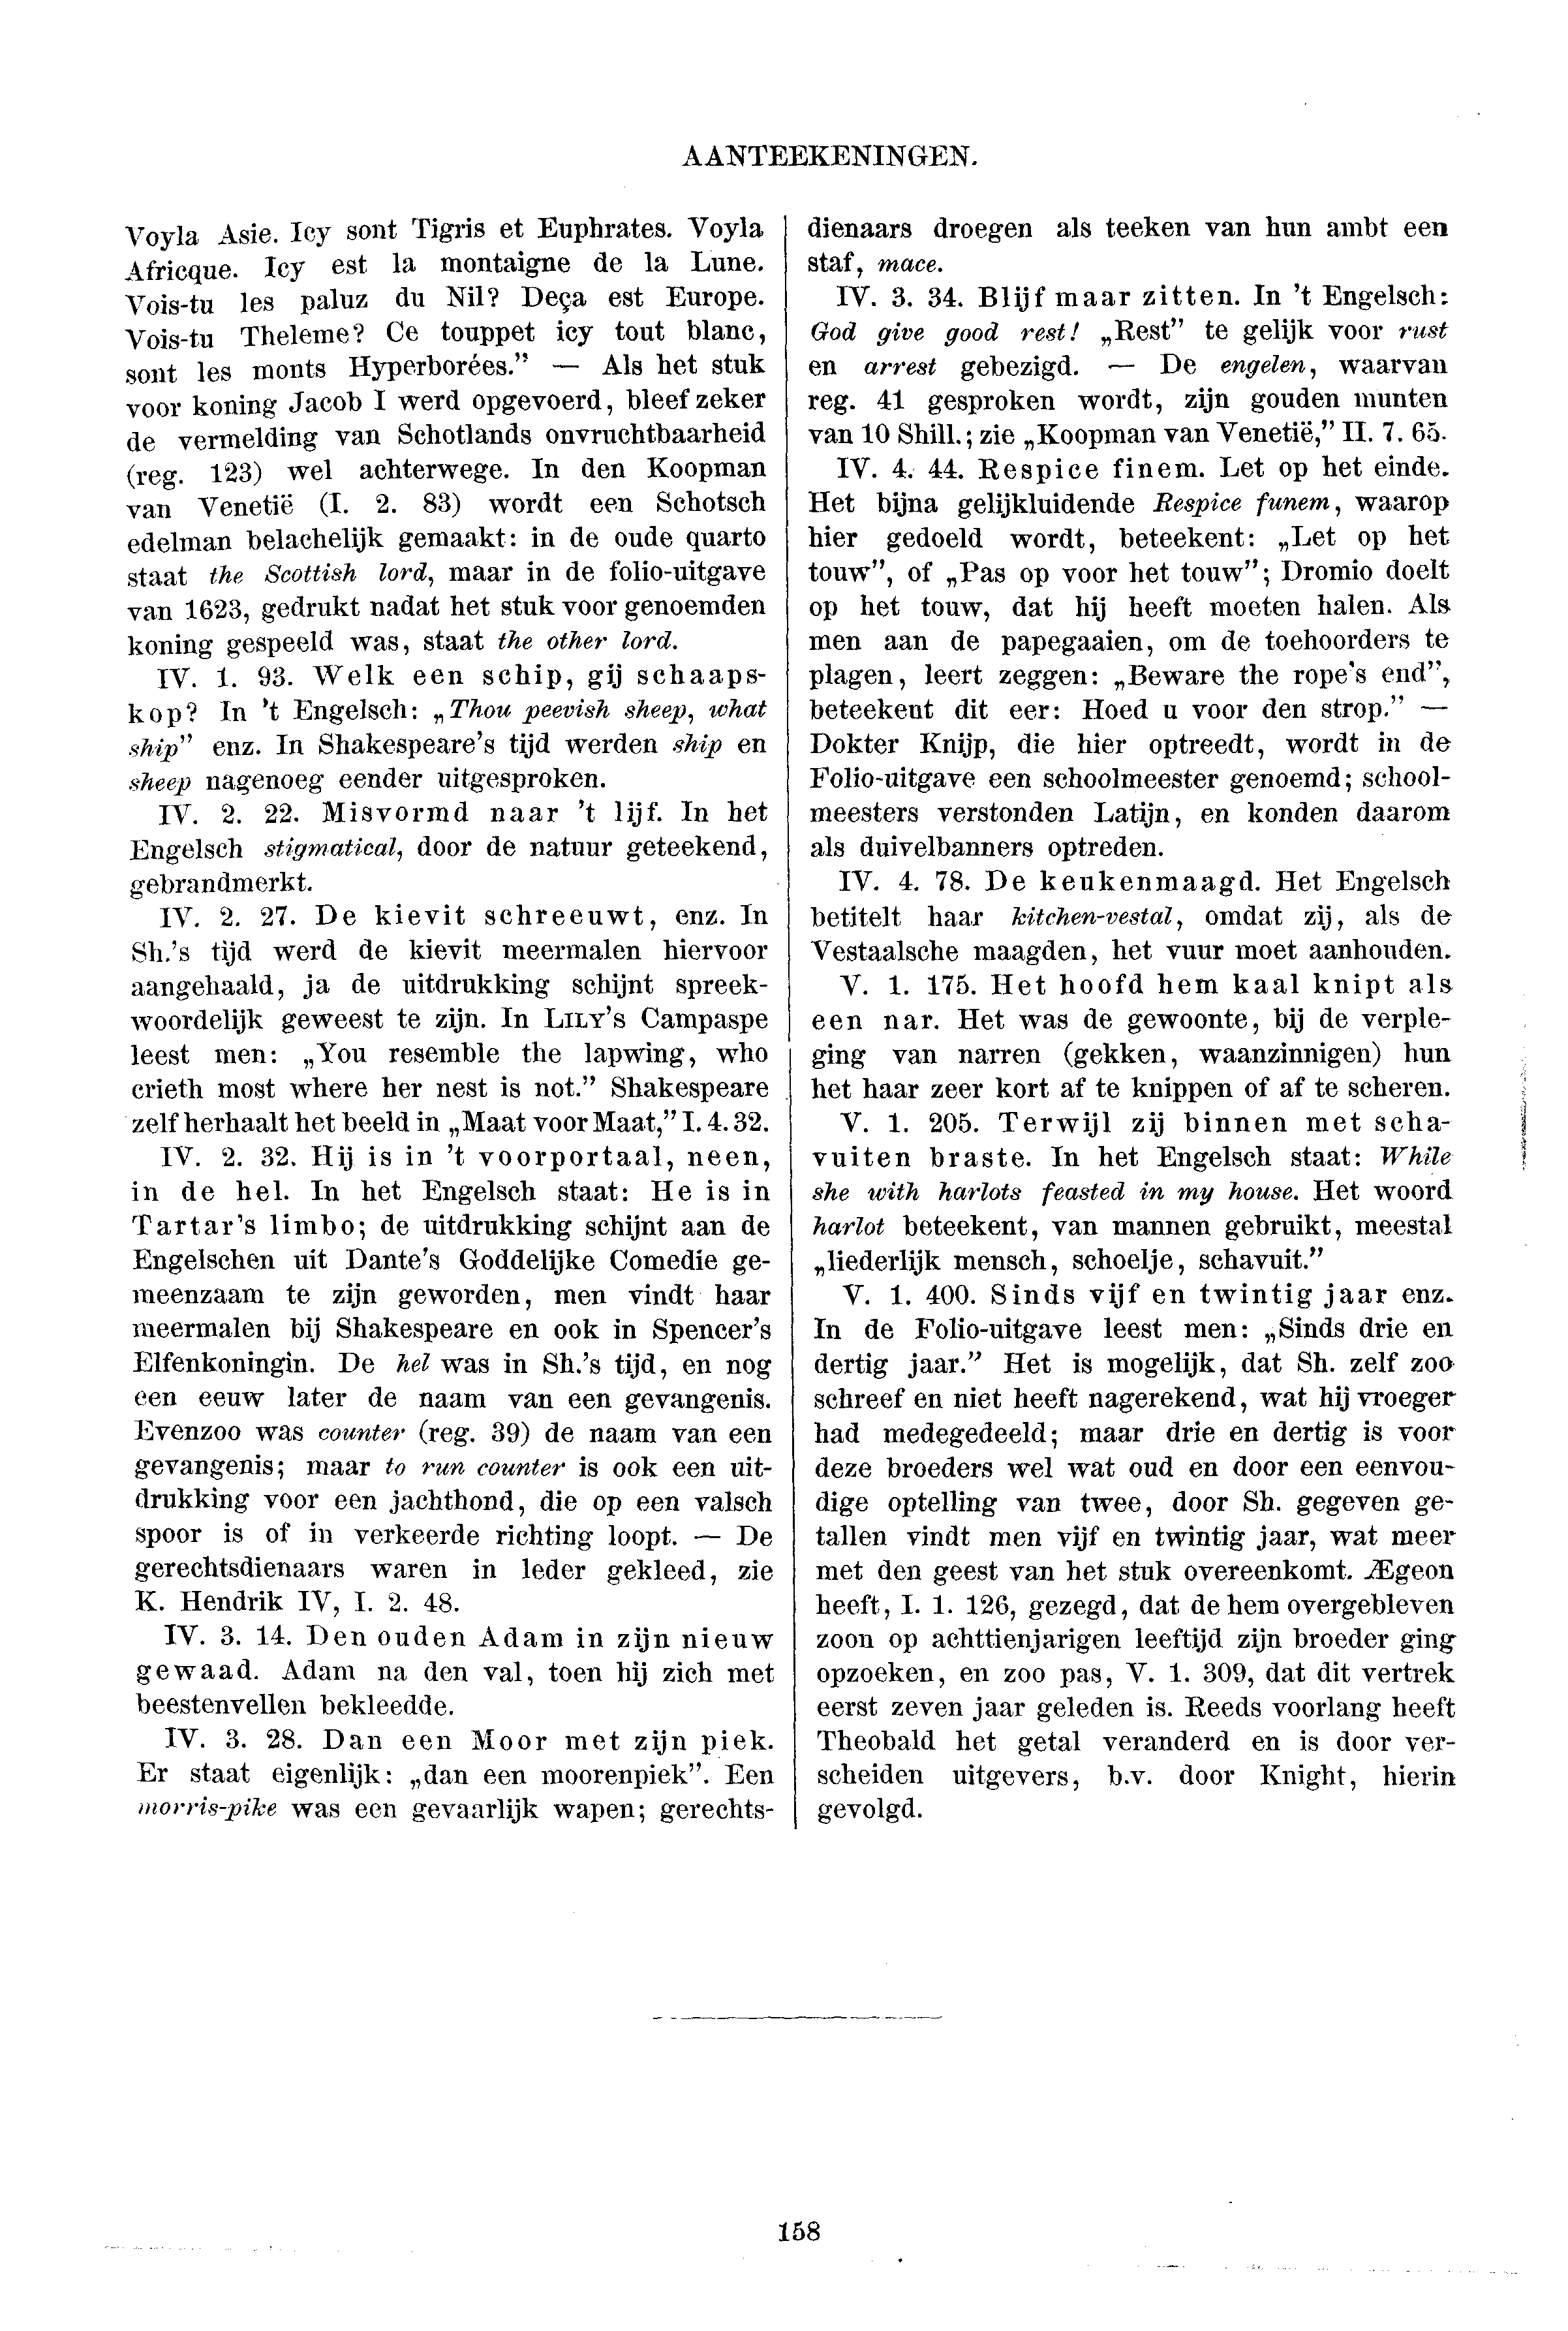 AANTEEKENINGEN.
Voyla Asie. Icy sont Tigris et Euphrates. Voyla
Africque. Icy est la montaigne de la Lune.
Vois-tu les paluz du Nil? Deça est Europe.
Vois-tu Theleme? Ce touppet icy tout blanc,
sont les monts Hyperborées.” — Als het stuk
voor koning Jacob I werd opgevoerd, bleef zeker
de vermelding van Schotlands onvruchtbaarheid
(reg. 123) wel achterwege. In den Koopman
van Venetië (I. 2. 83) wordt een Schotsch
edelman belachelijk gemaakt: in de oude quarto
staat the Scottish lord, maar in de folio-uitgave
van 1623, gedrukt nadat het stuk voor genoemden
koning gespeeld was, staat the other lord.
IV. 1. 93. Welk een schip, gij schaaps-
kop? In 't Engelsch: „Thou peevish sheep, what
ship” enz. In Shakespeare's tijd werden ship en
sheep nagenoeg eender uitgesproken.
IV. 2. 22. Misvormd naar 't lijf. In het
Engelsch stigmatical, door de natuur geteekend,
gebrandmerkt.
IV. 2. 27. De kievit schreeuwt, enz. In
Sh.'s tijd werd de kievit meermalen hiervoor
aangehaald, ja de uitdrukking schijnt spreek-
woordelijk geweest te zijn. In LILY's Campaspe
leest men: „You resemble the lapwing, who
crieth most where her nest is not.” Shakespeare
zelf herhaalt het beeld in „Maat voor Maat,” I. 4. 32.
IV. 2. 32. Hij is in 't voorportaal, neen,
in de hel. In het Engelsch staat: He is in
Tartar's limbo; de uitdrukking schijnt aan de
Engelschen uit Dante's Goddelijke Comedie ge-
meenzaam te zijn geworden, men vindt haar
meermalen bij Shakespeare en ook in Spencer's
Elfenkoningin. De hel was in Sh.'s tijd, en nog
een eeuw later de naam van een gevangenis.
Evenzoo was counter (reg. 39) de naam van een
gevangenis; maar to run counter is ook een uit-
drukking voor een jachthond, die op een valsch
spoor is of in verkeerde richting loopt. — De
gerechtsdienaars waren in leder gekleed, zie
K. Hendrik IV, I. 2. 48.
IV. 3. 14. Den ouden Adam in zijn nieuw
gewaad. Adam na den val, toen hij zich met
beestenvellen bekleedde.
IV. 3. 28. Dan een Moor met zijn piek.
Er staat eigenlijk: „dan een moorenpiek”. Een
morris-pike was een gevaarlijk wapen; gerechts-
dienaars droegen als teeken van hun ambt een
staf, mace.
IV. 3. 34. Blijf maar zitten. In 't Engelsch:
God give good rest! „Rest” te gelijk voor rust
en arrest gebezigd. — De engelen, waarvan
reg. 41 gesproken wordt, zijn gouden munten
van 10 Shill.; zie „Koopman van Venetië,” II. 7. 65.
IV. 4. 44. Respice finem. Let op het einde.
Het bijna gelijkluidende Respice funem, waarop
hier gedoeld wordt, beteekent: „Let op het
touw”, of „Pas op voor het touw”; Dromio doelt
op het touw, dat hij heeft moeten halen. Als
men aan de papegaaien, om de toehoorders te
plagen, leert zeggen: „Beware the rope's end”,
beteekent dit eer: Hoed u voor den strop.” —
Dokter Knijp, die hier optreedt, wordt in de
Folio-uitgave een schoolmeester genoemd; school-
meesters verstonden Latijn, en konden daarom
als duivelbanners optreden.
IV. 4. 78. De keukenmaagd. Het Engelsch
betitelt haar kitchen-vestal, omdat zij, als de
Vestaalsche maagden, het vuur moet aanhouden.
V. 1. 175. Het hoofd hem kaal knipt als
een nar. Het was de gewoonte, bij de verple-
ging van narren (gekken, waanzinnigen) hun
het haar zeer kort af te knippen of af te scheren.
V. 1. 205. Terwijl zij binnen met scha-
vuiten braste. In het Engelsch staat: While
she with harlots feasted in my house. Het woord
harlot beteekent, van mannen gebruikt, meestal
„liederlijk mensch, schoelje, schavuit.”
V. 1. 400. Sinds vijf en twintig jaar enz.
In de Folio-uitgave leest men: „Sinds drie en
dertig jaar.” Het is mogelijk, dat Sh. zelf zoo
schreef en niet heeft nagerekend, wat hij vroeger
had medegedeeld; maar drie en dertig is voor
deze broeders wel wat oud en door een eenvou-
dige optelling van twee, door Sh. gegeven ge-
tallen vindt men vijf en twintig jaar, wat meer
met den geest van het stuk overeenkomt. Ægeon
heeft, I. 1. 126, gezegd, dat de hem overgebleven
zoon op achttienjarigen leeftijd zijn broeder ging
opzoeken, en zoo pas, V. 1. 309, dat dit vertrek
eerst zeven jaar geleden is. Reeds voorlang heeft
Theobald het getal veranderd en is door ver-
scheiden uitgevers, b.v. door Knight, hierin
gevolgd.
158